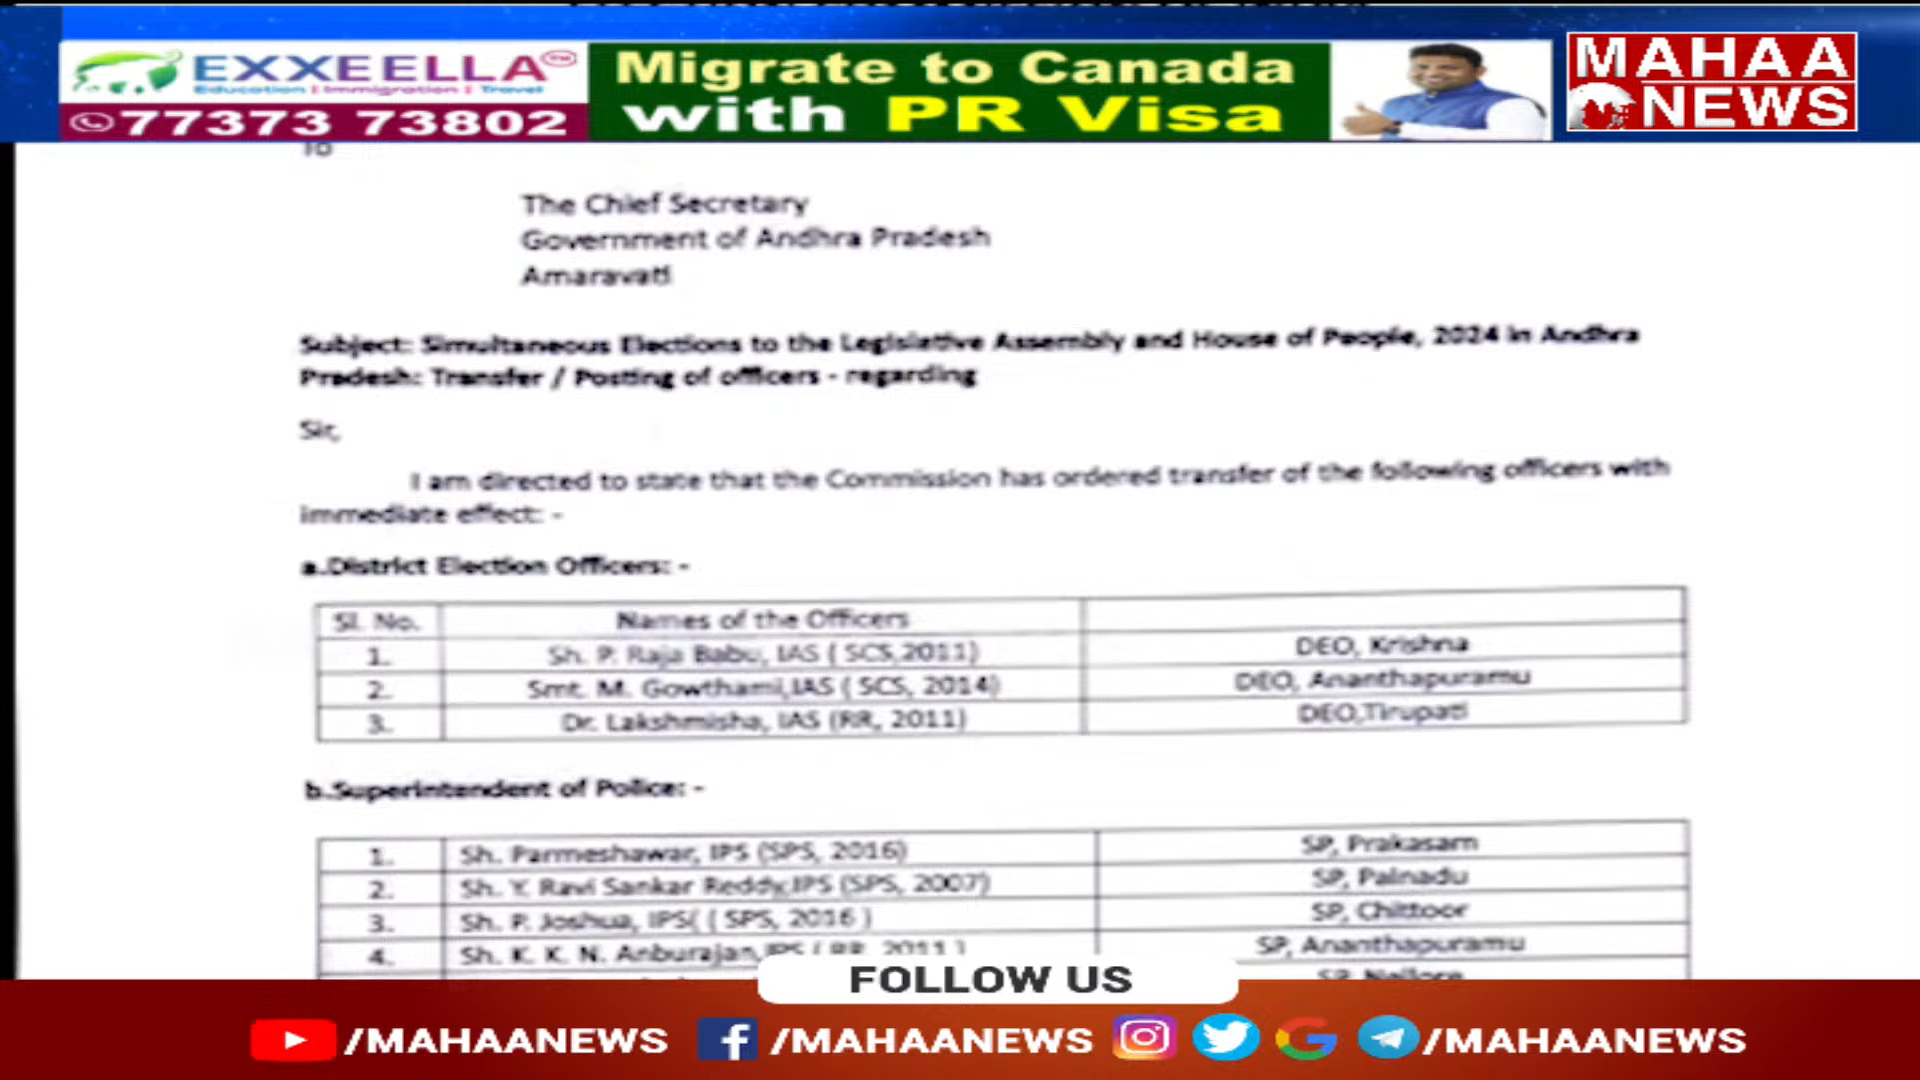 EXXEELLA TM
Education | Immigration | Travel
77373 73802
Migrate to Canada
with PR Visa
MAHAA
NEWS
To
The Chief Secretary
Government of Andhra Pradesh
Amaravati
Subject: Simultaneous Elections to the Legislative Assembly and House of People, 2024 in Andhra
Pradesh: Transfer / Posting of officers - regarding
Sir,
I am directed to state that the Commission has ordered transfer of the following officers with
immediate effect: -
a.District Election Officers: -
Sl. No. Names of the Officers
1. Sh. P. Raja Babu, IAS ( SCS,2011) DEO, Krishna
2. Smt. M. Gowthami,IAS ( SCS, 2014) DEO, Ananthapuramu
3. Dr. Lakshmisha, IAS (RR, 2011) DEO,Tirupati
b.Superintendent of Police: -
1. Sh. Parmeshawar, IPS (SPS, 2016) SP, Prakasam
2. Sh. Y. Ravi Sankar Reddy,IPS (SPS, 2007) SP, Palnadu
3. Sh. P. Joshua, IPS( ( SPS, 2016 ) SP, Chittoor
4. Sh. K. K. N. Anburajan,IPS ( RR, 2011 ) SP, Ananthapuramu
SP, Nellore
FOLLOW US
/MAHAANEWS /MAHAANEWS /MAHAANEWS